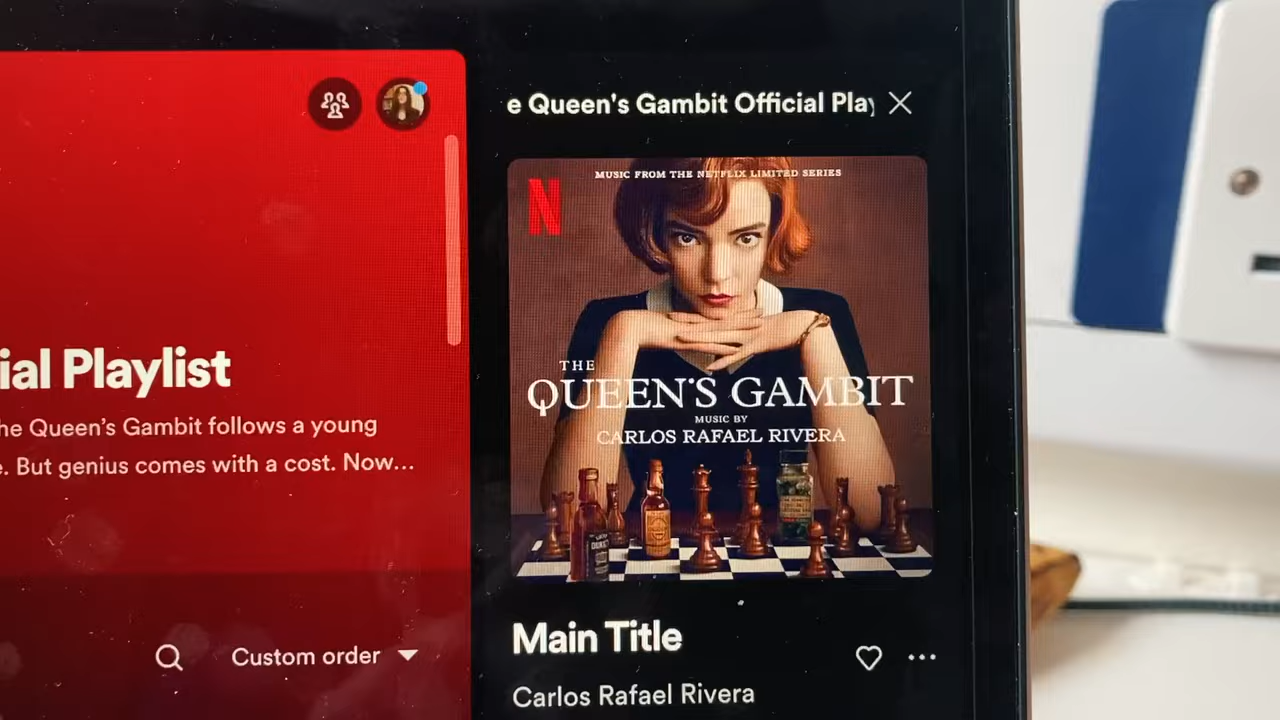 ial Playlist
he Queen's Gambit follows a young
e. But genius comes with a cost. Now...
Custom order
e Queen's Gambit Official Play
MUSIC FROM THE NETFLIX LIMITED SERIES
N
THE
QUEEN'S GAMBIT
MUSIC BY
CARLOS RAFAEL RIVERA
Main Title
Carlos Rafael Rivera